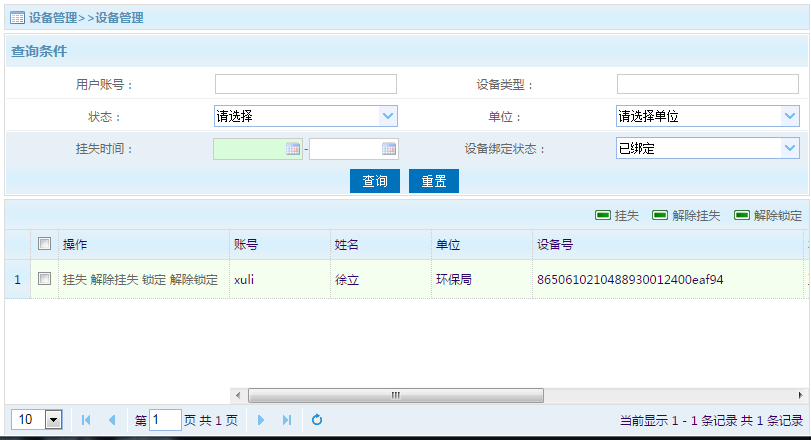 设备管理>>设备管理
查询条件
用户账号： 设备类型：
状态： 请选择 单位： 请选择单位
挂失时间： - 设备绑定状态： 已绑定
查询 重置
挂失 解除挂失 解除锁定
操作 账号 姓名 单位 设备号
1 挂失 解除挂失 锁定 解除锁定 xuli 徐立 环保局 8650610210488930012400eaf94
10 第 1 页 共 1 页 当前显示 1 - 1 条记录 共 1 条记录